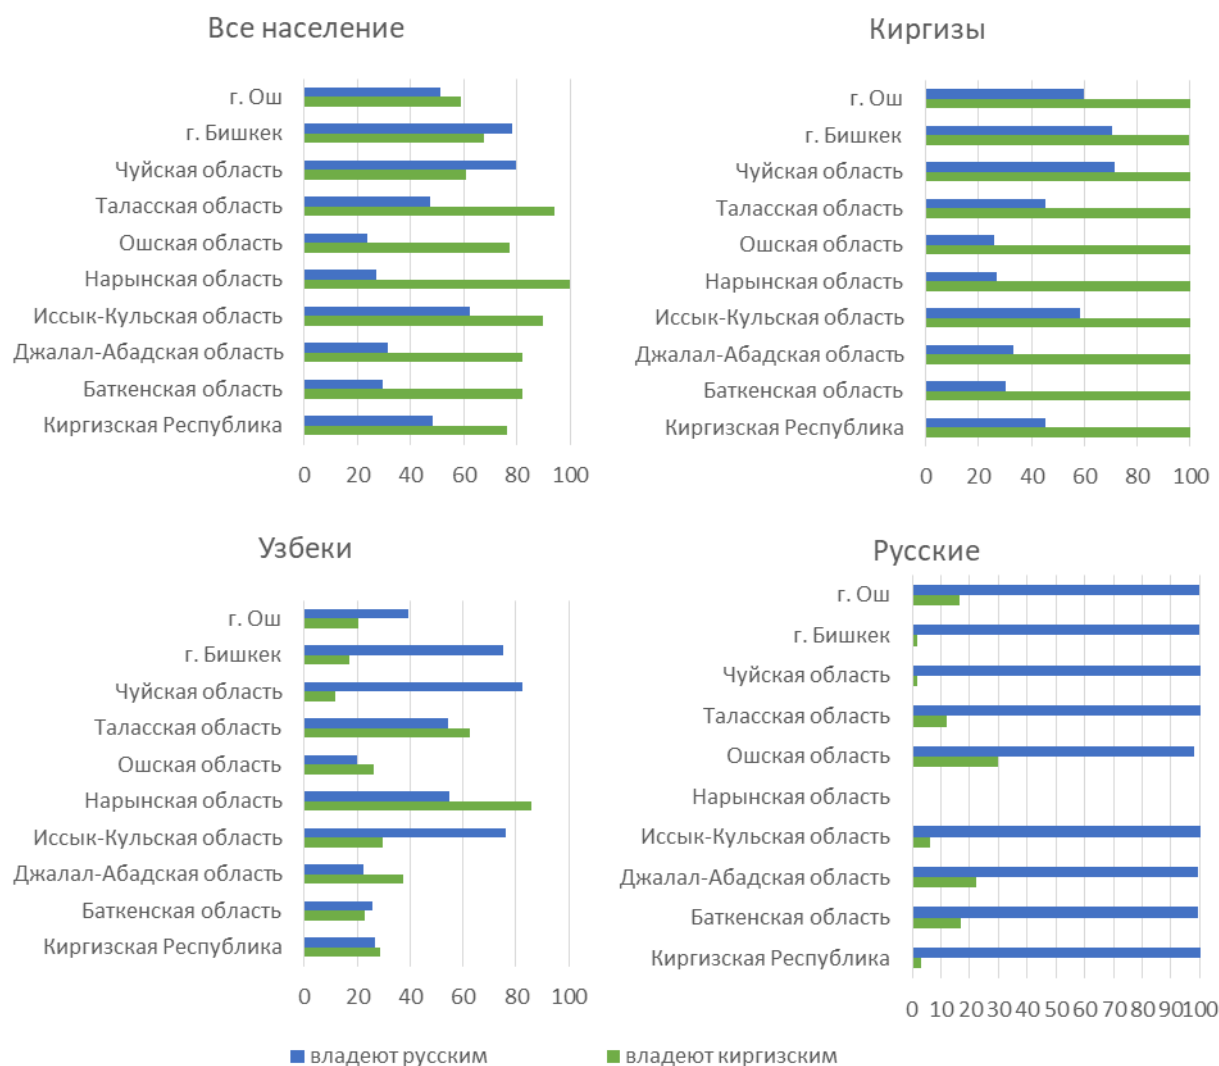 Все население
г. Ош
г. Бишкек
Чуйская область
Таласская область
Ошская область
Нарынская область
Иссык-Кульская область
Джалал-Абадская область
Баткенская область
Киргизская Республика
0 20 40 60 80 100
Киргизы
г. Ош
г. Бишкек
Чуйская область
Таласская область
Ошская область
Нарынская область
Иссык-Кульская область
Джалал-Абадская область
Баткенская область
Киргизская Республика
0 20 40 60 80 100
Узбеки
г. Ош
г. Бишкек
Чуйская область
Таласская область
Ошская область
Нарынская область
Иссык-Кульская область
Джалал-Абадская область
Баткенская область
Киргизская Республика
0 20 40 60 80 100
Русские
г. Ош
г. Бишкек
Чуйская область
Таласская область
Ошская область
Нарынская область
Иссык-Кульская область
Джалал-Абадская область
Баткенская область
Киргизская Республика
0 10 20 30 40 50 60 70 80 90 100
владеют русским
владеют киргизским